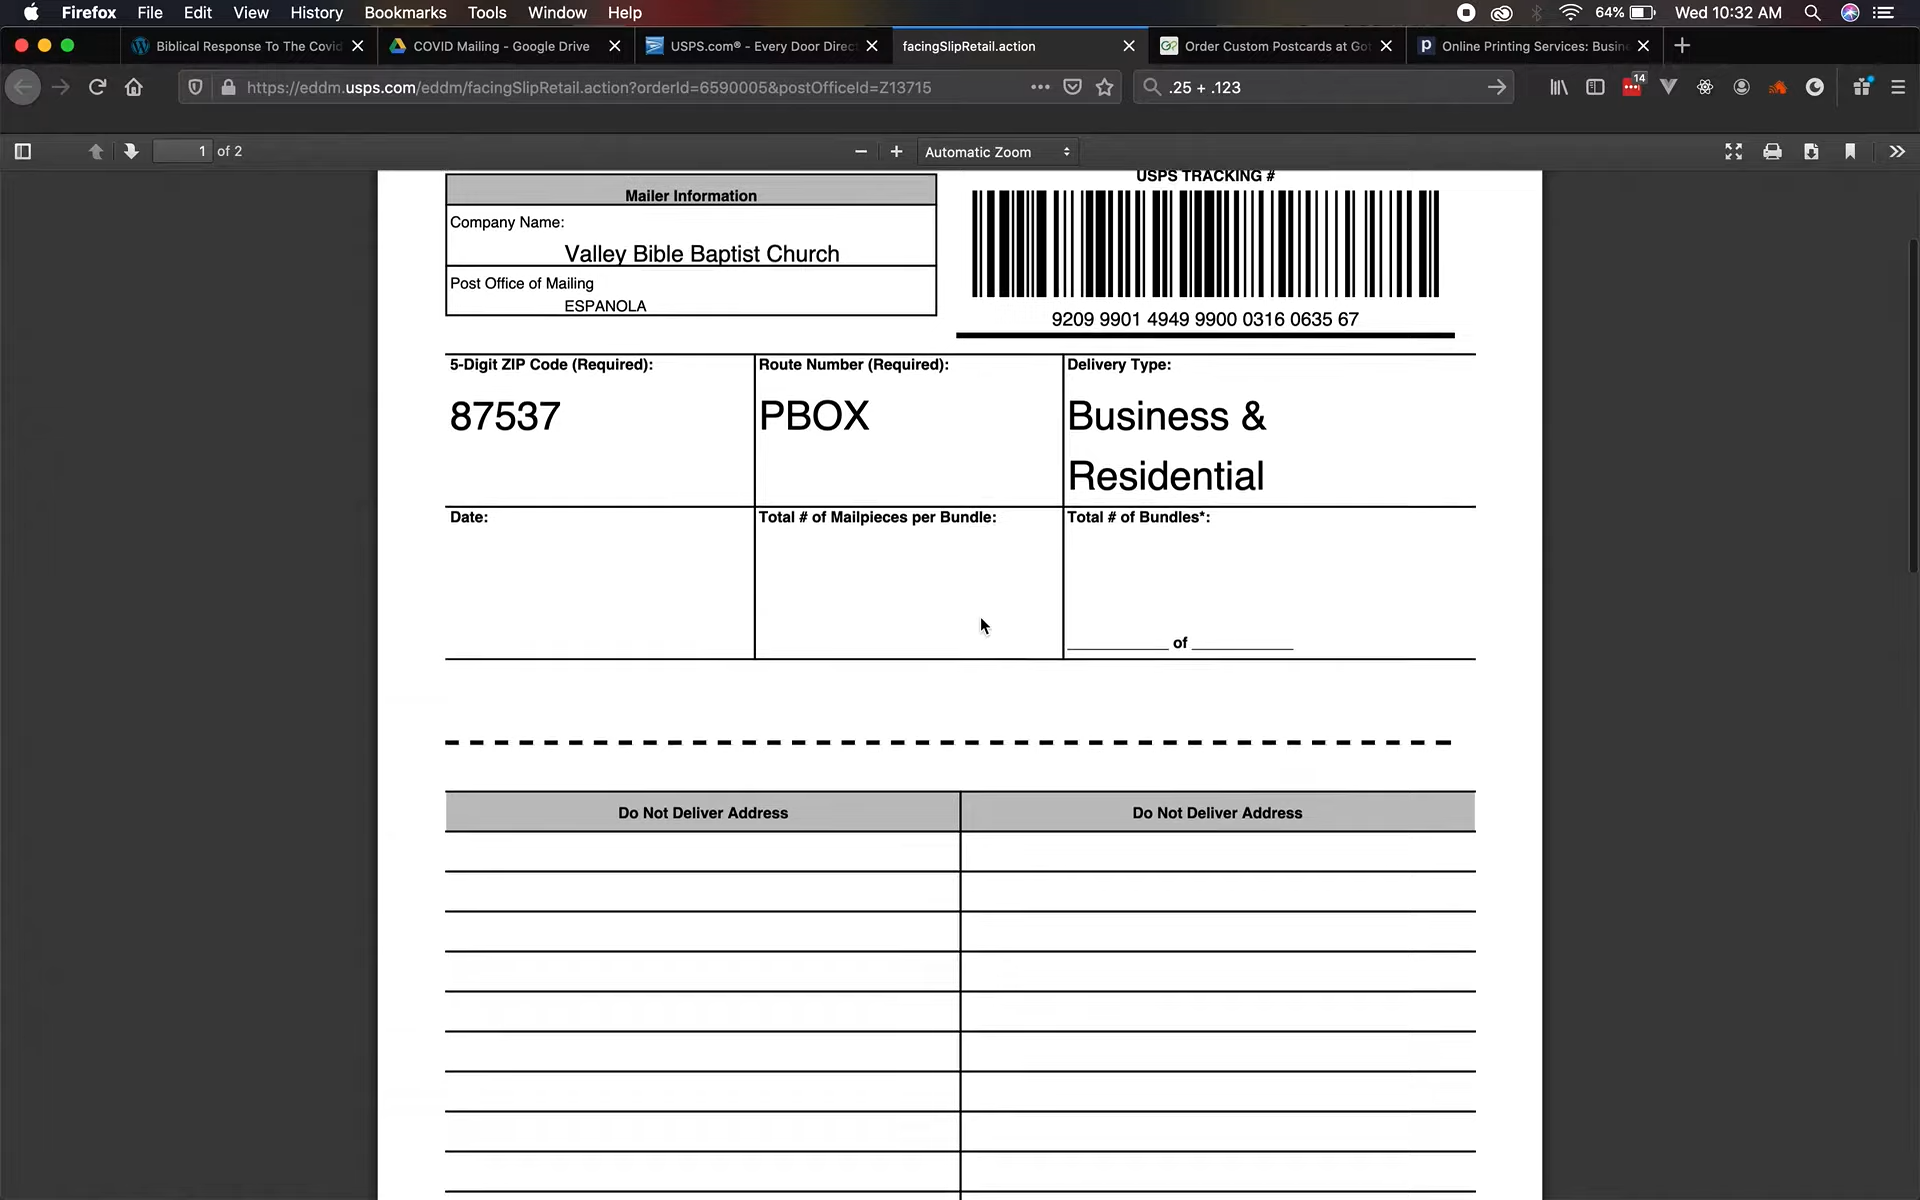 Firefox File Edit View History Bookmarks Tools Window Help 64% Wed 10:32 AM
Biblical Response To The Covid
COVID Mailing - Google Drive
USPS.com® - Every Door Direc
facingSlipRetail.action
Order Custom Postcards at Go
Online Printing Services: Busin
https://eddm.usps.com/eddm/facingSlipRetail.action?orderId=6590005&postOfficeId=Z13715
.25 + .123
14
1 of 2
Automatic Zoom
Mailer Information
Company Name:
Valley Bible Baptist Church
Post Office of Mailing
ESPANOLA
USPS TRACKING #
9209 9901 4949 9900 0316 0635 67
5-Digit ZIP Code (Required):
87537
Route Number (Required):
PBOX
Delivery Type:
Business &
Residential
Date:
Total # of Mailpieces per Bundle:
Total # of Bundles*:
____________ of ____________
Do Not Deliver Address
Do Not Deliver Address